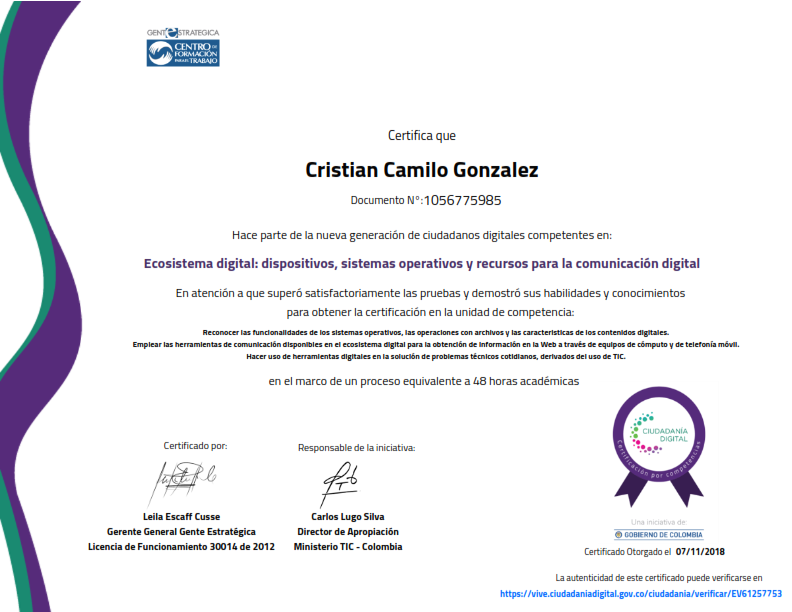 GENTESTRATEGICA
CENTRO DE
FORMACIÓN
PARA EL TRABAJO
Certifica que
Cristian Camilo Gonzalez
Documento N°:1056775985
Hace parte de la nueva generación de ciudadanos digitales competentes en:
Ecosistema digital: dispositivos, sistemas operativos y recursos para la comunicación digital
En atención a que superó satisfactoriamente las pruebas y demostró sus habilidades y conocimientos
para obtener la certificación en la unidad de competencia:
Reconocer las funcionalidades de los sistemas operativos, las operaciones con archivos y las características de los contenidos digitales.
Emplear las herramientas de comunicación disponibles en el ecosistema digital para la obtención de información en la Web a través de equipos de cómputo y de telefonía móvil.
Hacer uso de herramientas digitales en la solución de problemas técnicos cotidianos, derivados del uso de TIC.
en el marco de un proceso equivalente a 48 horas académicas
Certificado por:
Leila Escaff Cusse
Gerente General Gente Estratégica
Licencia de Funcionamiento 30014 de 2012
Responsable de la iniciativa:
Carlos Lugo Silva
Director de Apropiación
Ministerio TIC - Colombia
CIUDADANÍA
DIGITAL
Certificación por competencias
Una iniciativa de:
GOBIERNO DE COLOMBIA
Certificado Otorgado el 07/11/2018
La autenticidad de este certificado puede verificarse en
https://vive.ciudadaniadigital.gov.co/ciudadania/verificar/EV61257753